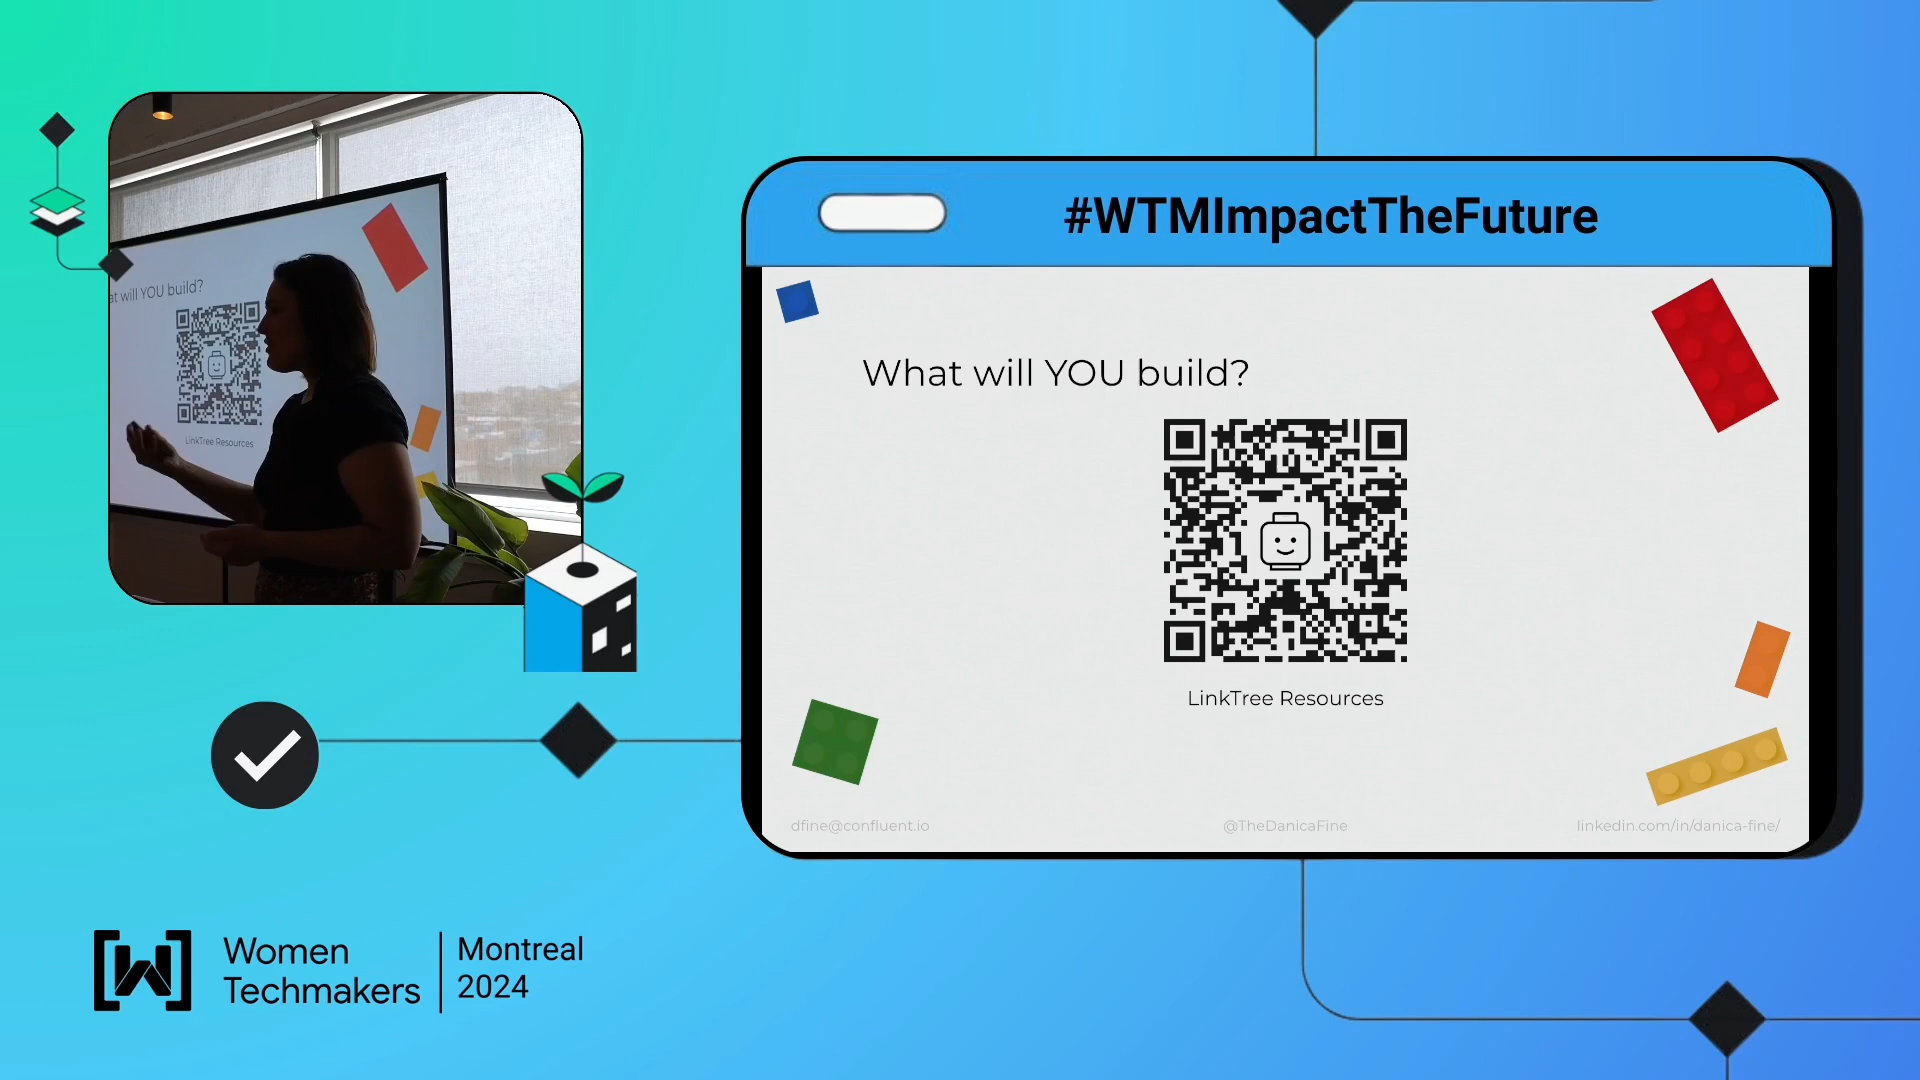 #WTMImpactTheFuture
at will YOU build?
LinkTree Resources
What will YOU build?
LinkTree Resources
dfine@confluent.io
@TheDanicaFine
linkedin.com/in/danica-fine/
Women
Techmakers
Montreal
2024